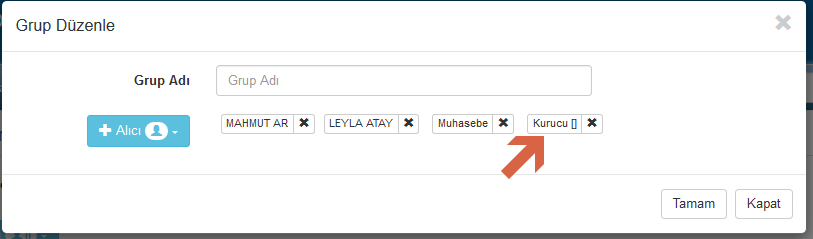 Grup Düzenle
Grup Adı
Grup Adı
Alıcı
MAHMUT AR
LEYLA ATAY
Muhasebe
Kurucu []
Tamam
Kapat